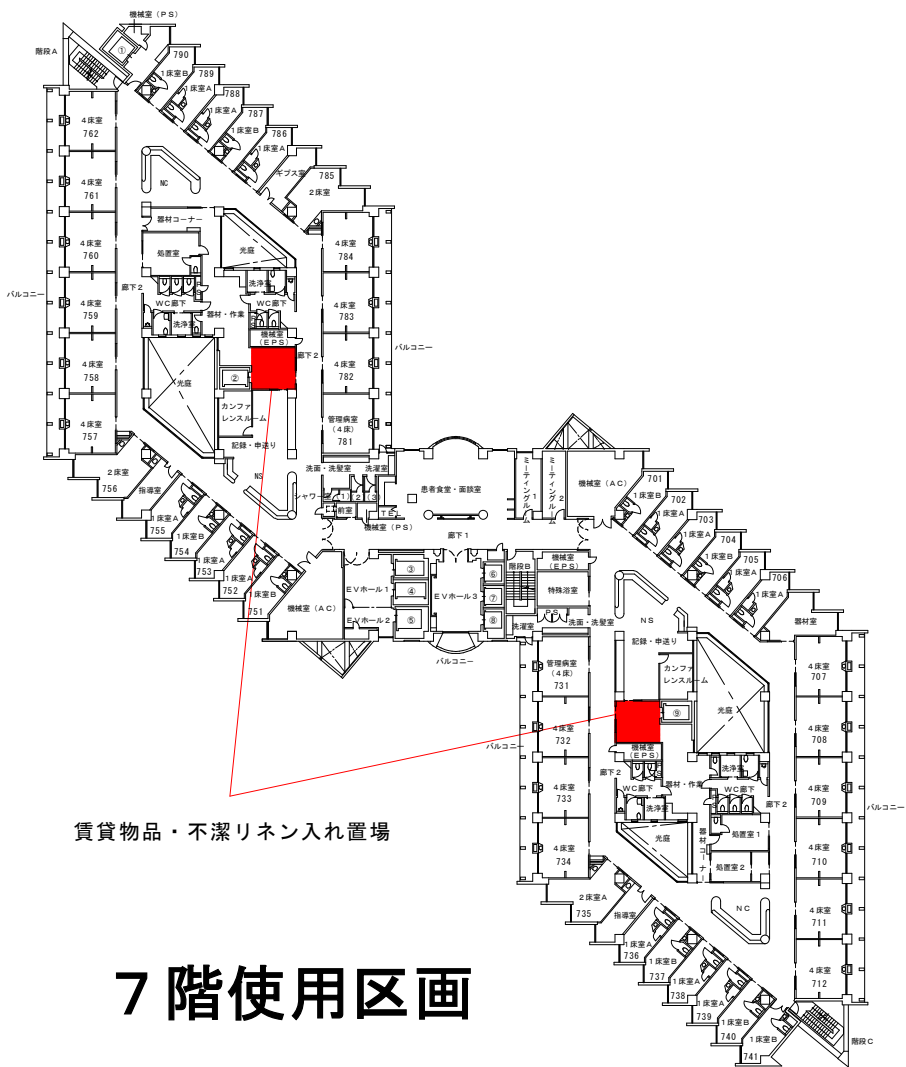 機械室（ＰＳ）
階段Ａ
①
790
１床室Ｂ
789
１床室Ａ
788
１床室Ａ
787
１床室Ｂ
786
１床室Ａ
ギプス室
785
２床室
４床室
762
４床室
761
４床室
760
４床室
759
４床室
758
４床室
757
バルコニー
NC
器材コーナー
処置室
光庭
廊下２
洗浄室
ＰＳ
ＷＣ廊下
ＷＣ廊下
器材・作業
洗浄室
機械室
（ＥＰＳ）
廊下２
４床室
784
４床室
783
４床室
782
管理病室
（４床）
781
バルコニー
光庭
②
カンファ
レンスルーム
記録・申送り
NS
２床室
756
指導室
１床室Ａ
755
１床室Ｂ
754
１床室Ａ
753
１床室Ａ
752
１床室Ｂ
751
機械室（ＡＣ）
洗面・洗髪室
洗濯室
シャワー室
（１）
（２）
（３）
ＴＥＬ
前室
機械室（ＰＳ）
患者食堂・面談室
ミーティングルーム１
ミーティングルーム２
機械室（ＡＣ）
廊下１
ＥＶホール１
ＥＶホール２
③
④
⑤
ＥＶホール３
⑥
⑦
⑧
バルコニー
階段Ｂ
機械室
（ＥＰＳ）
特殊浴室
ＰＳ
洗濯室
洗面・洗髪室
701
１床室Ｂ
702
１床室Ａ
703
１床室Ａ
704
１床室Ｂ
705
１床室Ａ
706
１床室Ａ
器材室
NS
記録・申送り
カンファ
レンスルーム
光庭
⑨
管理病室
（４床）
731
４床室
732
４床室
733
４床室
734
バルコニー
機械室
（ＥＰＳ）
廊下２
ＷＣ廊下
器材・作業
洗浄室
洗浄室
ＷＣ廊下
廊下２
光庭
器材コーナー
処置室１
処置室２
ＮＣ
４床室
707
４床室
708
４床室
709
４床室
710
４床室
711
４床室
712
バルコニー
２床室Ａ
735
指導室
１床室Ａ
736
１床室Ｂ
737
１床室Ａ
738
１床室Ａ
739
１床室Ｂ
740
１床室Ｂ
741
階段Ｃ
賃貸物品・不潔リネン入れ置場
７階使用区画